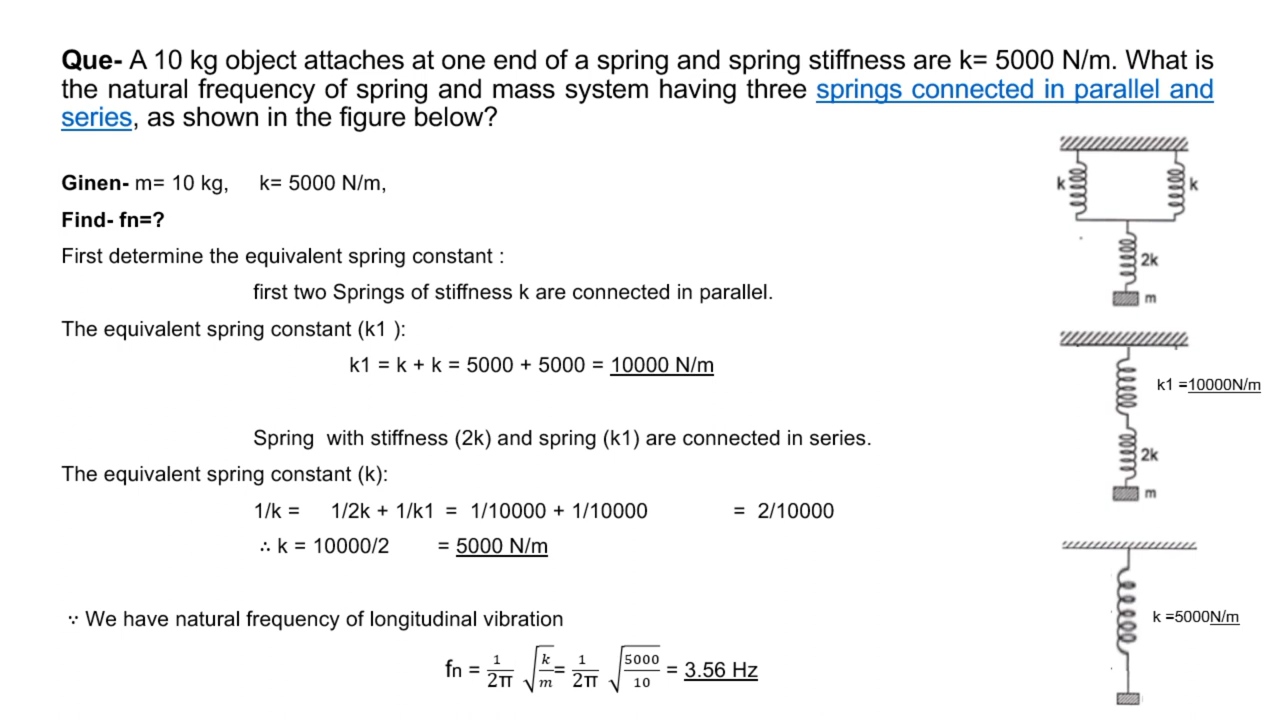 Que- A 10 kg object attaches at one end of a spring and spring stiffness are k= 5000 N/m. What is
the natural frequency of spring and mass system having three springs connected in parallel and
series, as shown in the figure below?
Ginen- m= 10 kg, k= 5000 N/m,
Find- fn=?
First determine the equivalent spring constant :
first two Springs of stiffness k are connected in parallel.
The equivalent spring constant (k1 ):
k1 = k + k = 5000 + 5000 = 10000 N/m
Spring with stiffness (2k) and spring (k1) are connected in series.
The equivalent spring constant (k):
1/k = 1/2k + 1/k1 = 1/10000 + 1/10000 = 2/10000
∴ k = 10000/2 = 5000 N/m
∵ We have natural frequency of longitudinal vibration
fn = 1/2π √k/m = 1/2π √5000/10 = 3.56 Hz
k k
2k
m
k1 =10000N/m
2k
m
k =5000N/m